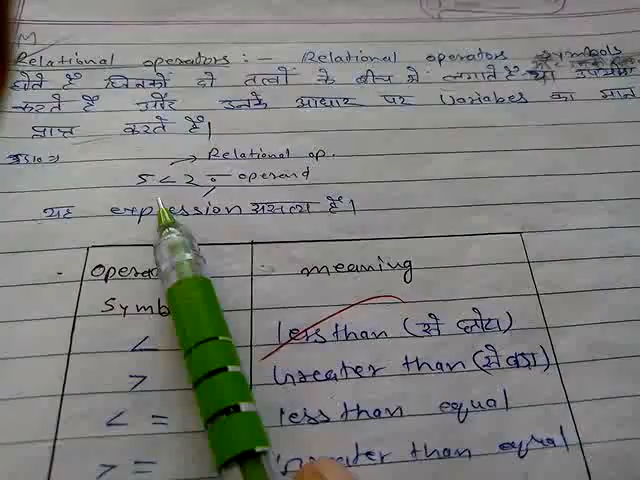 Relational operators :- Relational operators symbols
होते हैं जिनको दो तत्वों के बीच में लगाते हैं या उपयोग
करते हैं और उनके आधार पर variables का मान
प्राप्त करते हैं।
Relational op.
5 < 2 operand
यह expression असत्य है।
meaning
< less than (से छोटा)
> Greater than (से बड़ा)
< = less than equal
> = Greater than equal